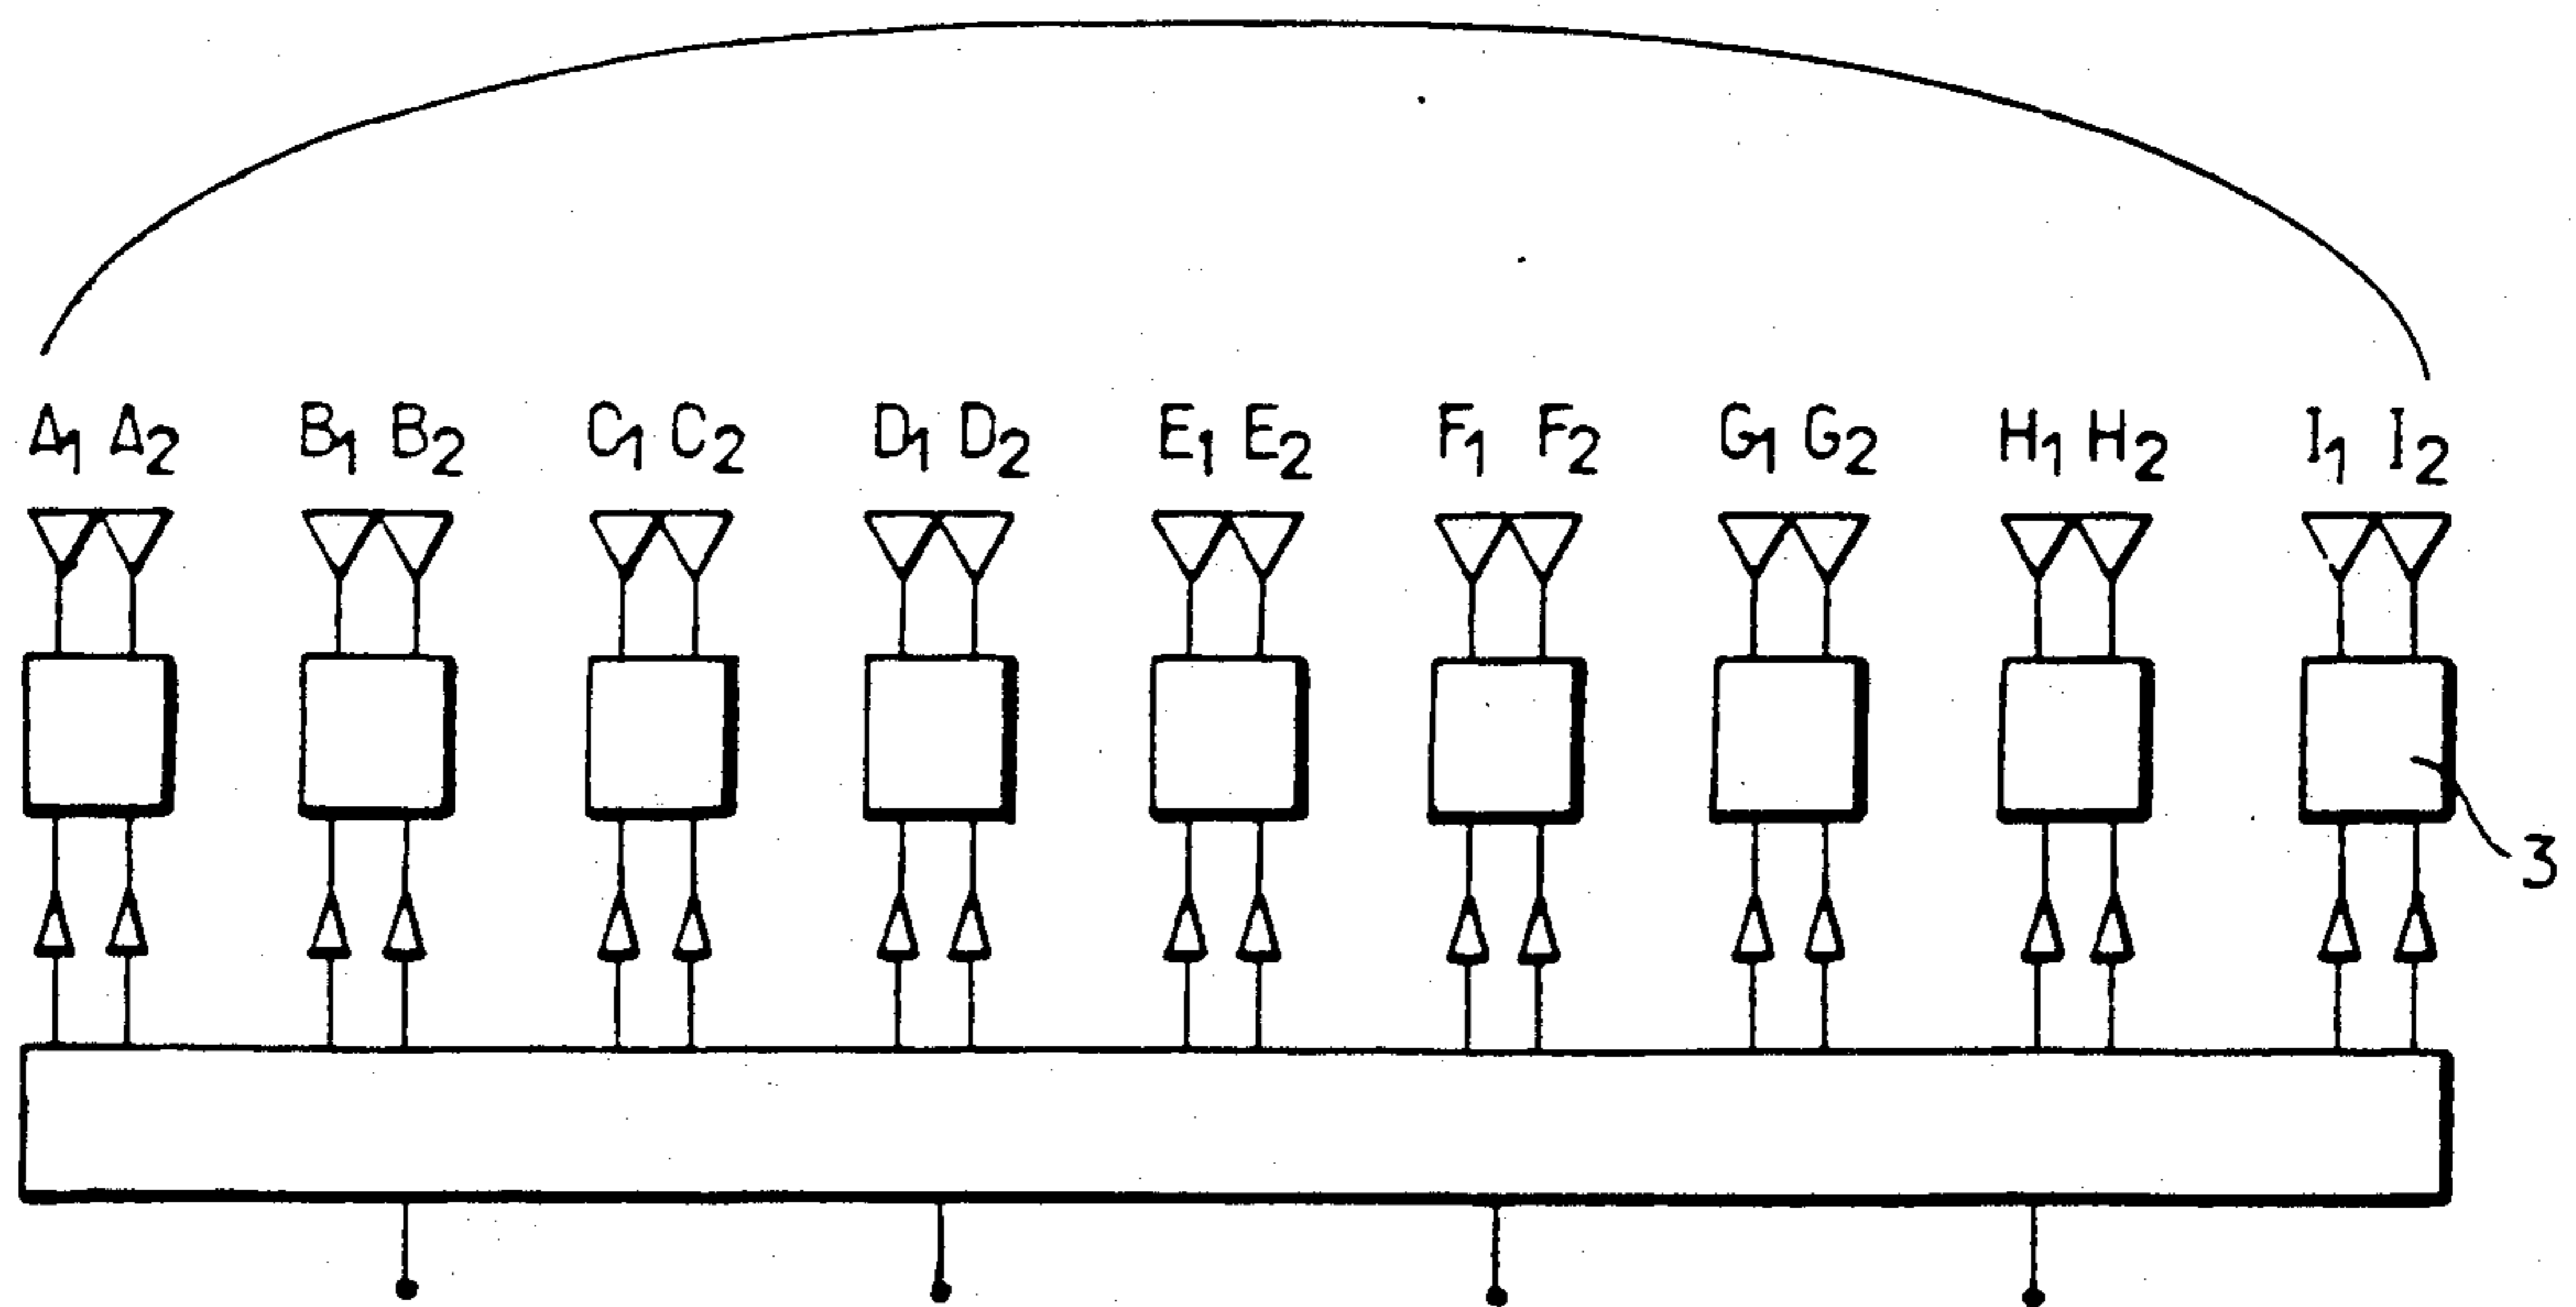 A₁ A₂ B₁ B₂ C₁ C₂ D₁ D₂ E₁ E₂ F₁ F₂ G₁ G₂ H₁ H₂ I₁ I₂
3